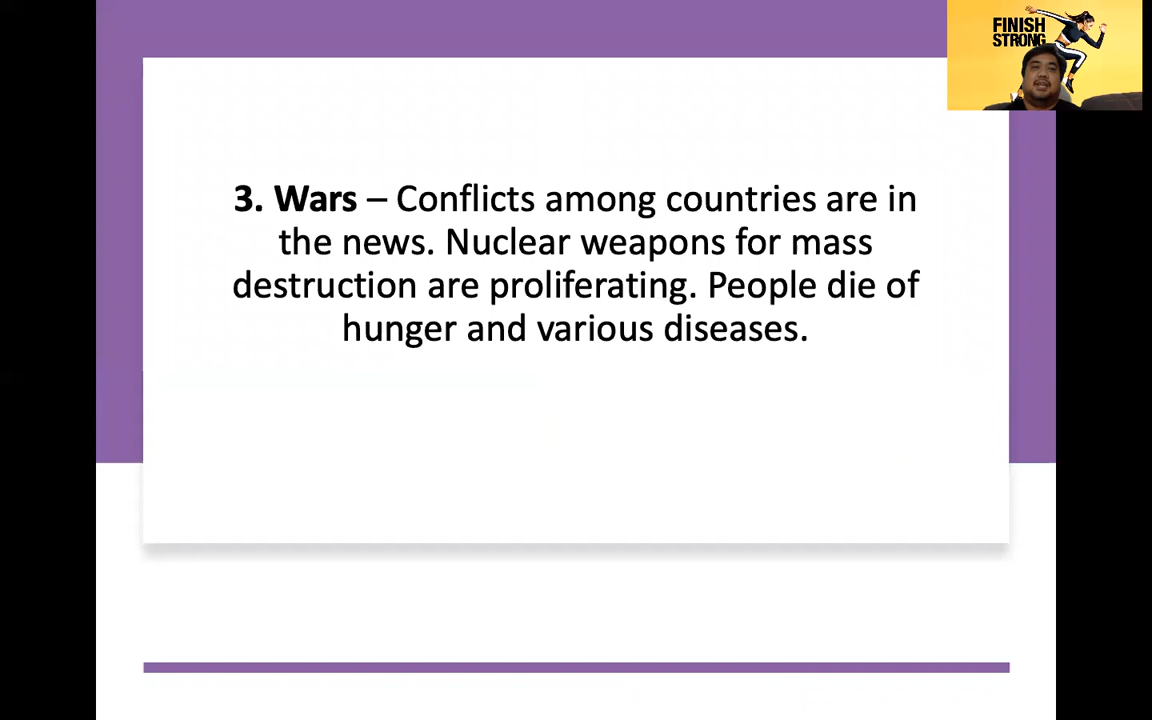 FINISH
STRONG
3. Wars – Conflicts among countries are in
the news. Nuclear weapons for mass
destruction are proliferating. People die of
hunger and various diseases.